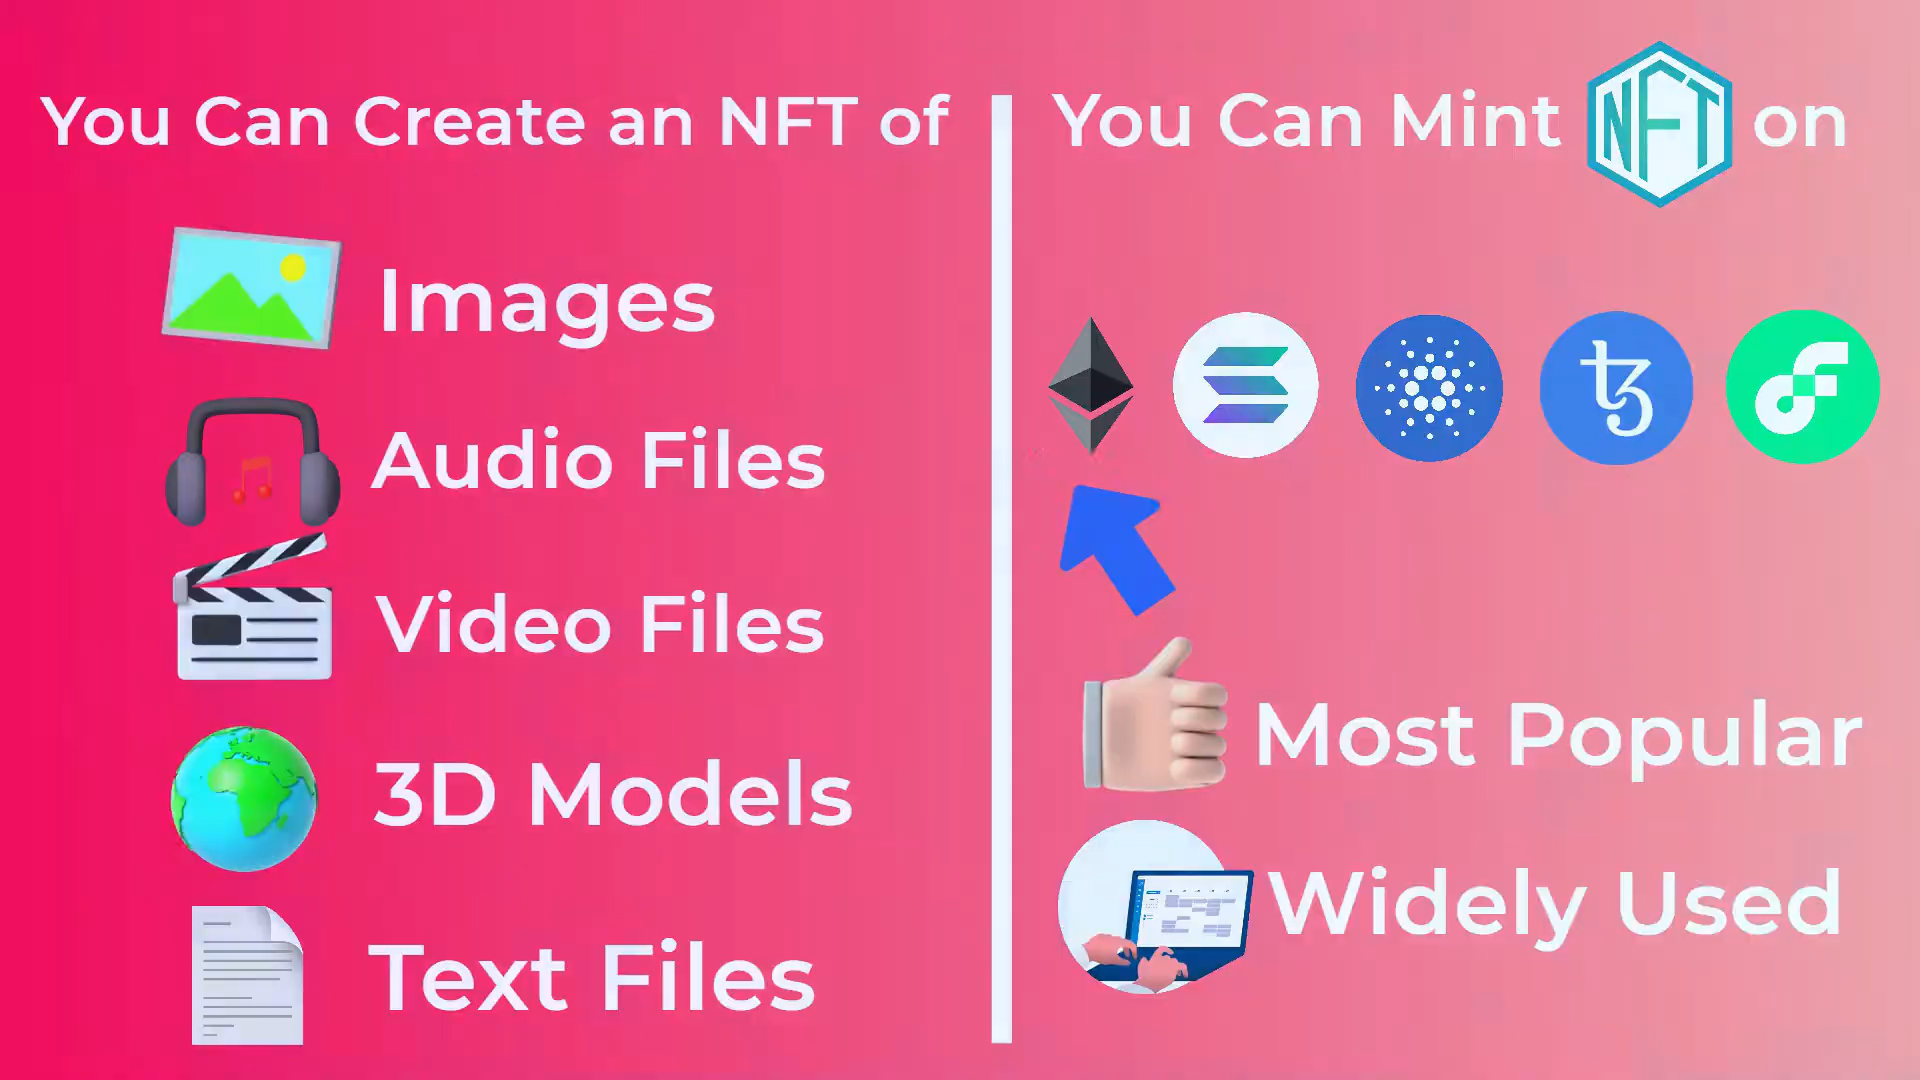 You Can Create an NFT of
Images
Audio Files
Video Files
3D Models
Text Files
You Can Mint NFT on
Most Popular
Widely Used